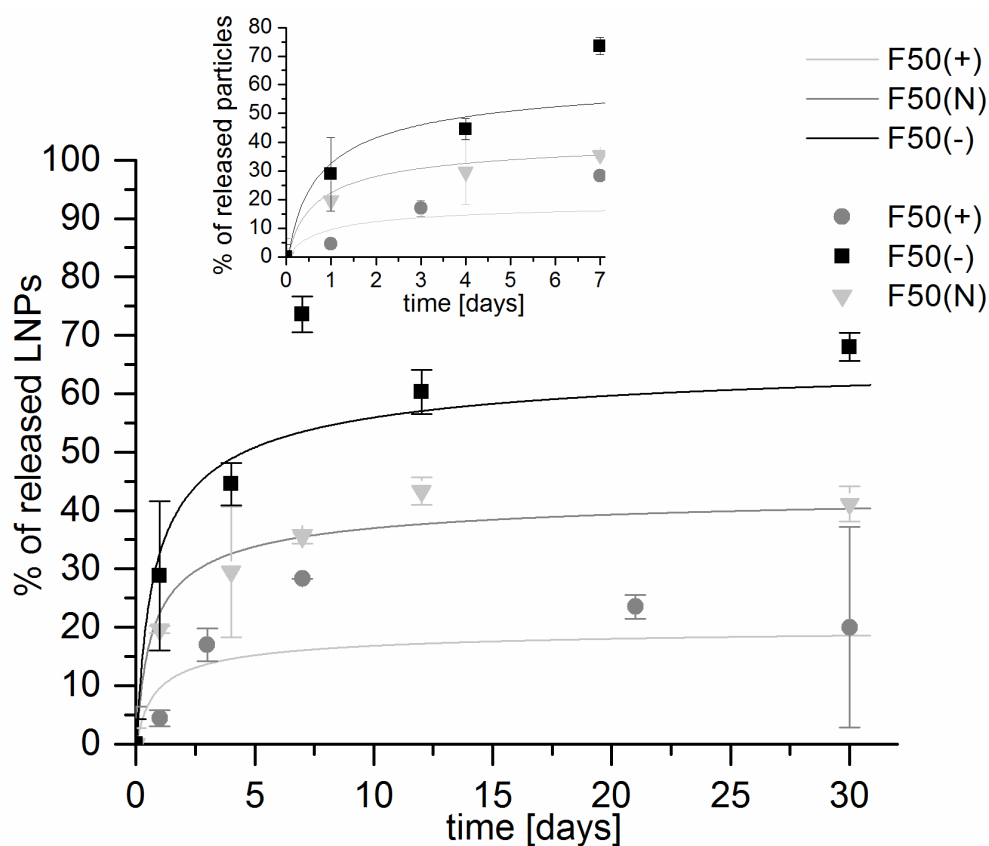 80
70
60
50
40
30
20
10
0
% of released particles
0 1 2 3 4 5 6 7
time [days]
F50(+)
F50(N)
F50(-)
F50(+)
F50(-)
F50(N)
100
90
80
70
60
50
40
30
20
10
0
% of released LNPs
0 5 10 15 20 25 30
time [days]